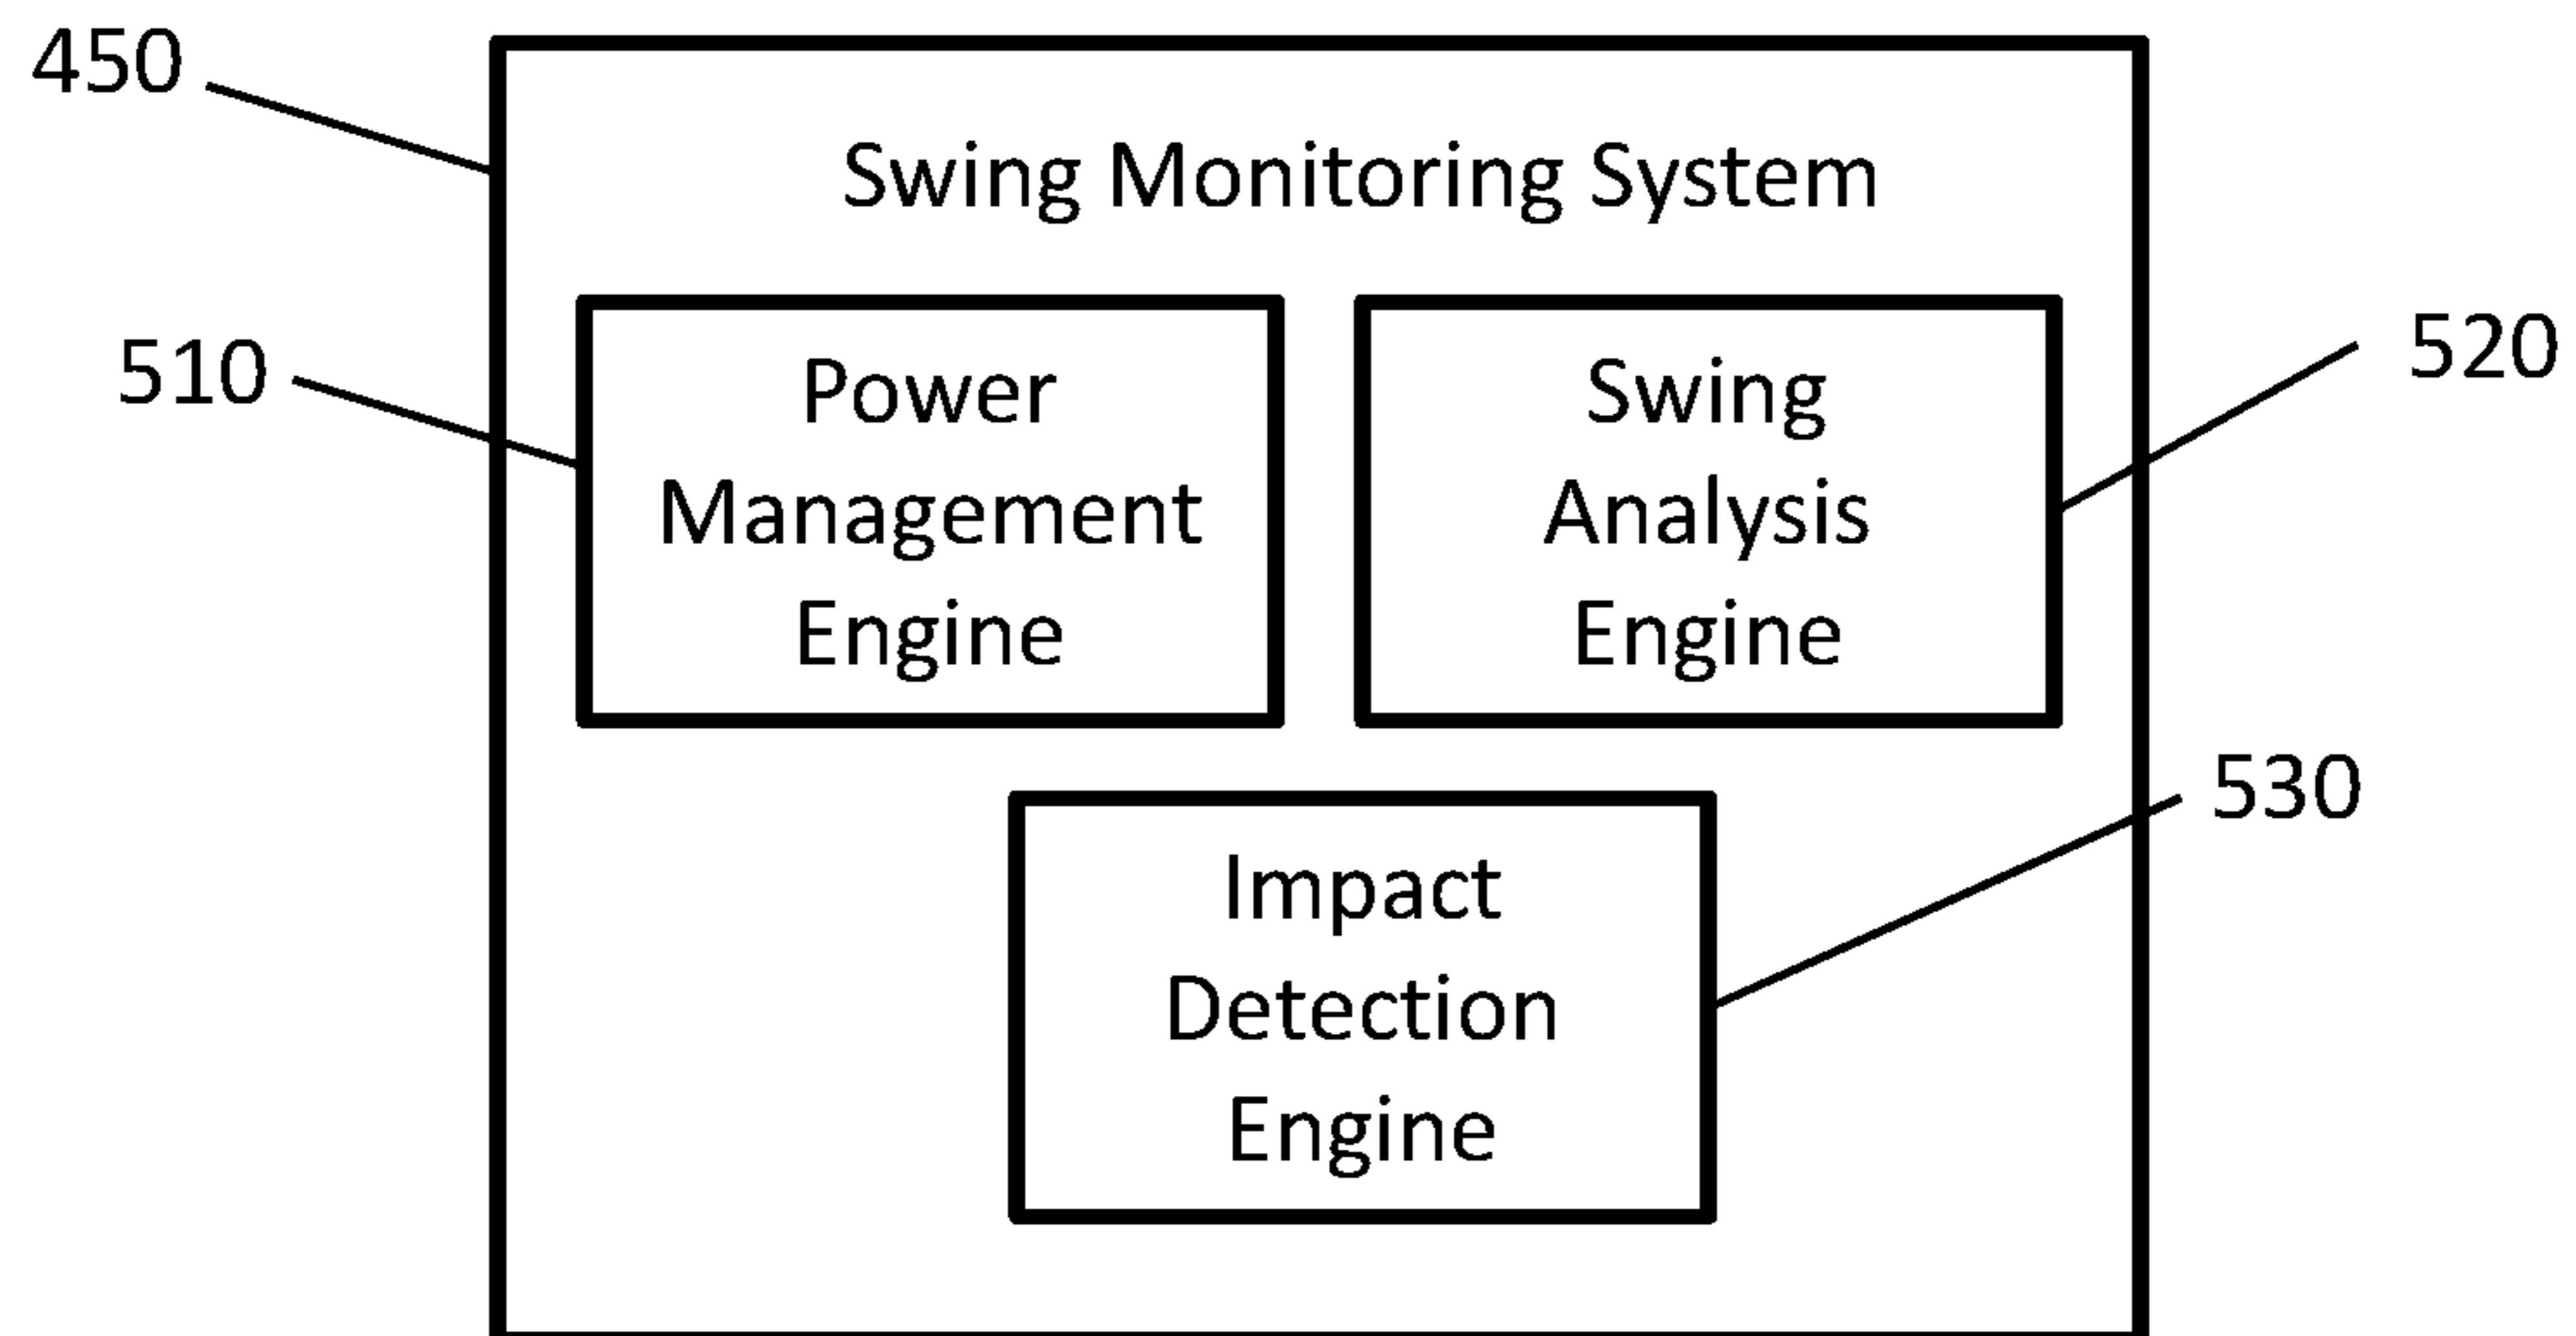 450
Swing Monitoring System
510
Power
Management
Engine
Swing
Analysis
Engine
520
Impact
Detection
Engine
530